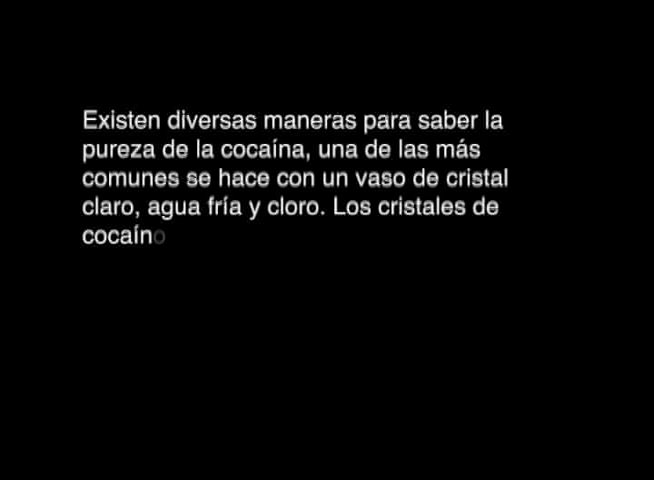 Existen diversas maneras para saber la
pureza de la cocaína, una de las más
comunes se hace con un vaso de cristal
claro, agua fría y cloro. Los cristales de
cocaíno